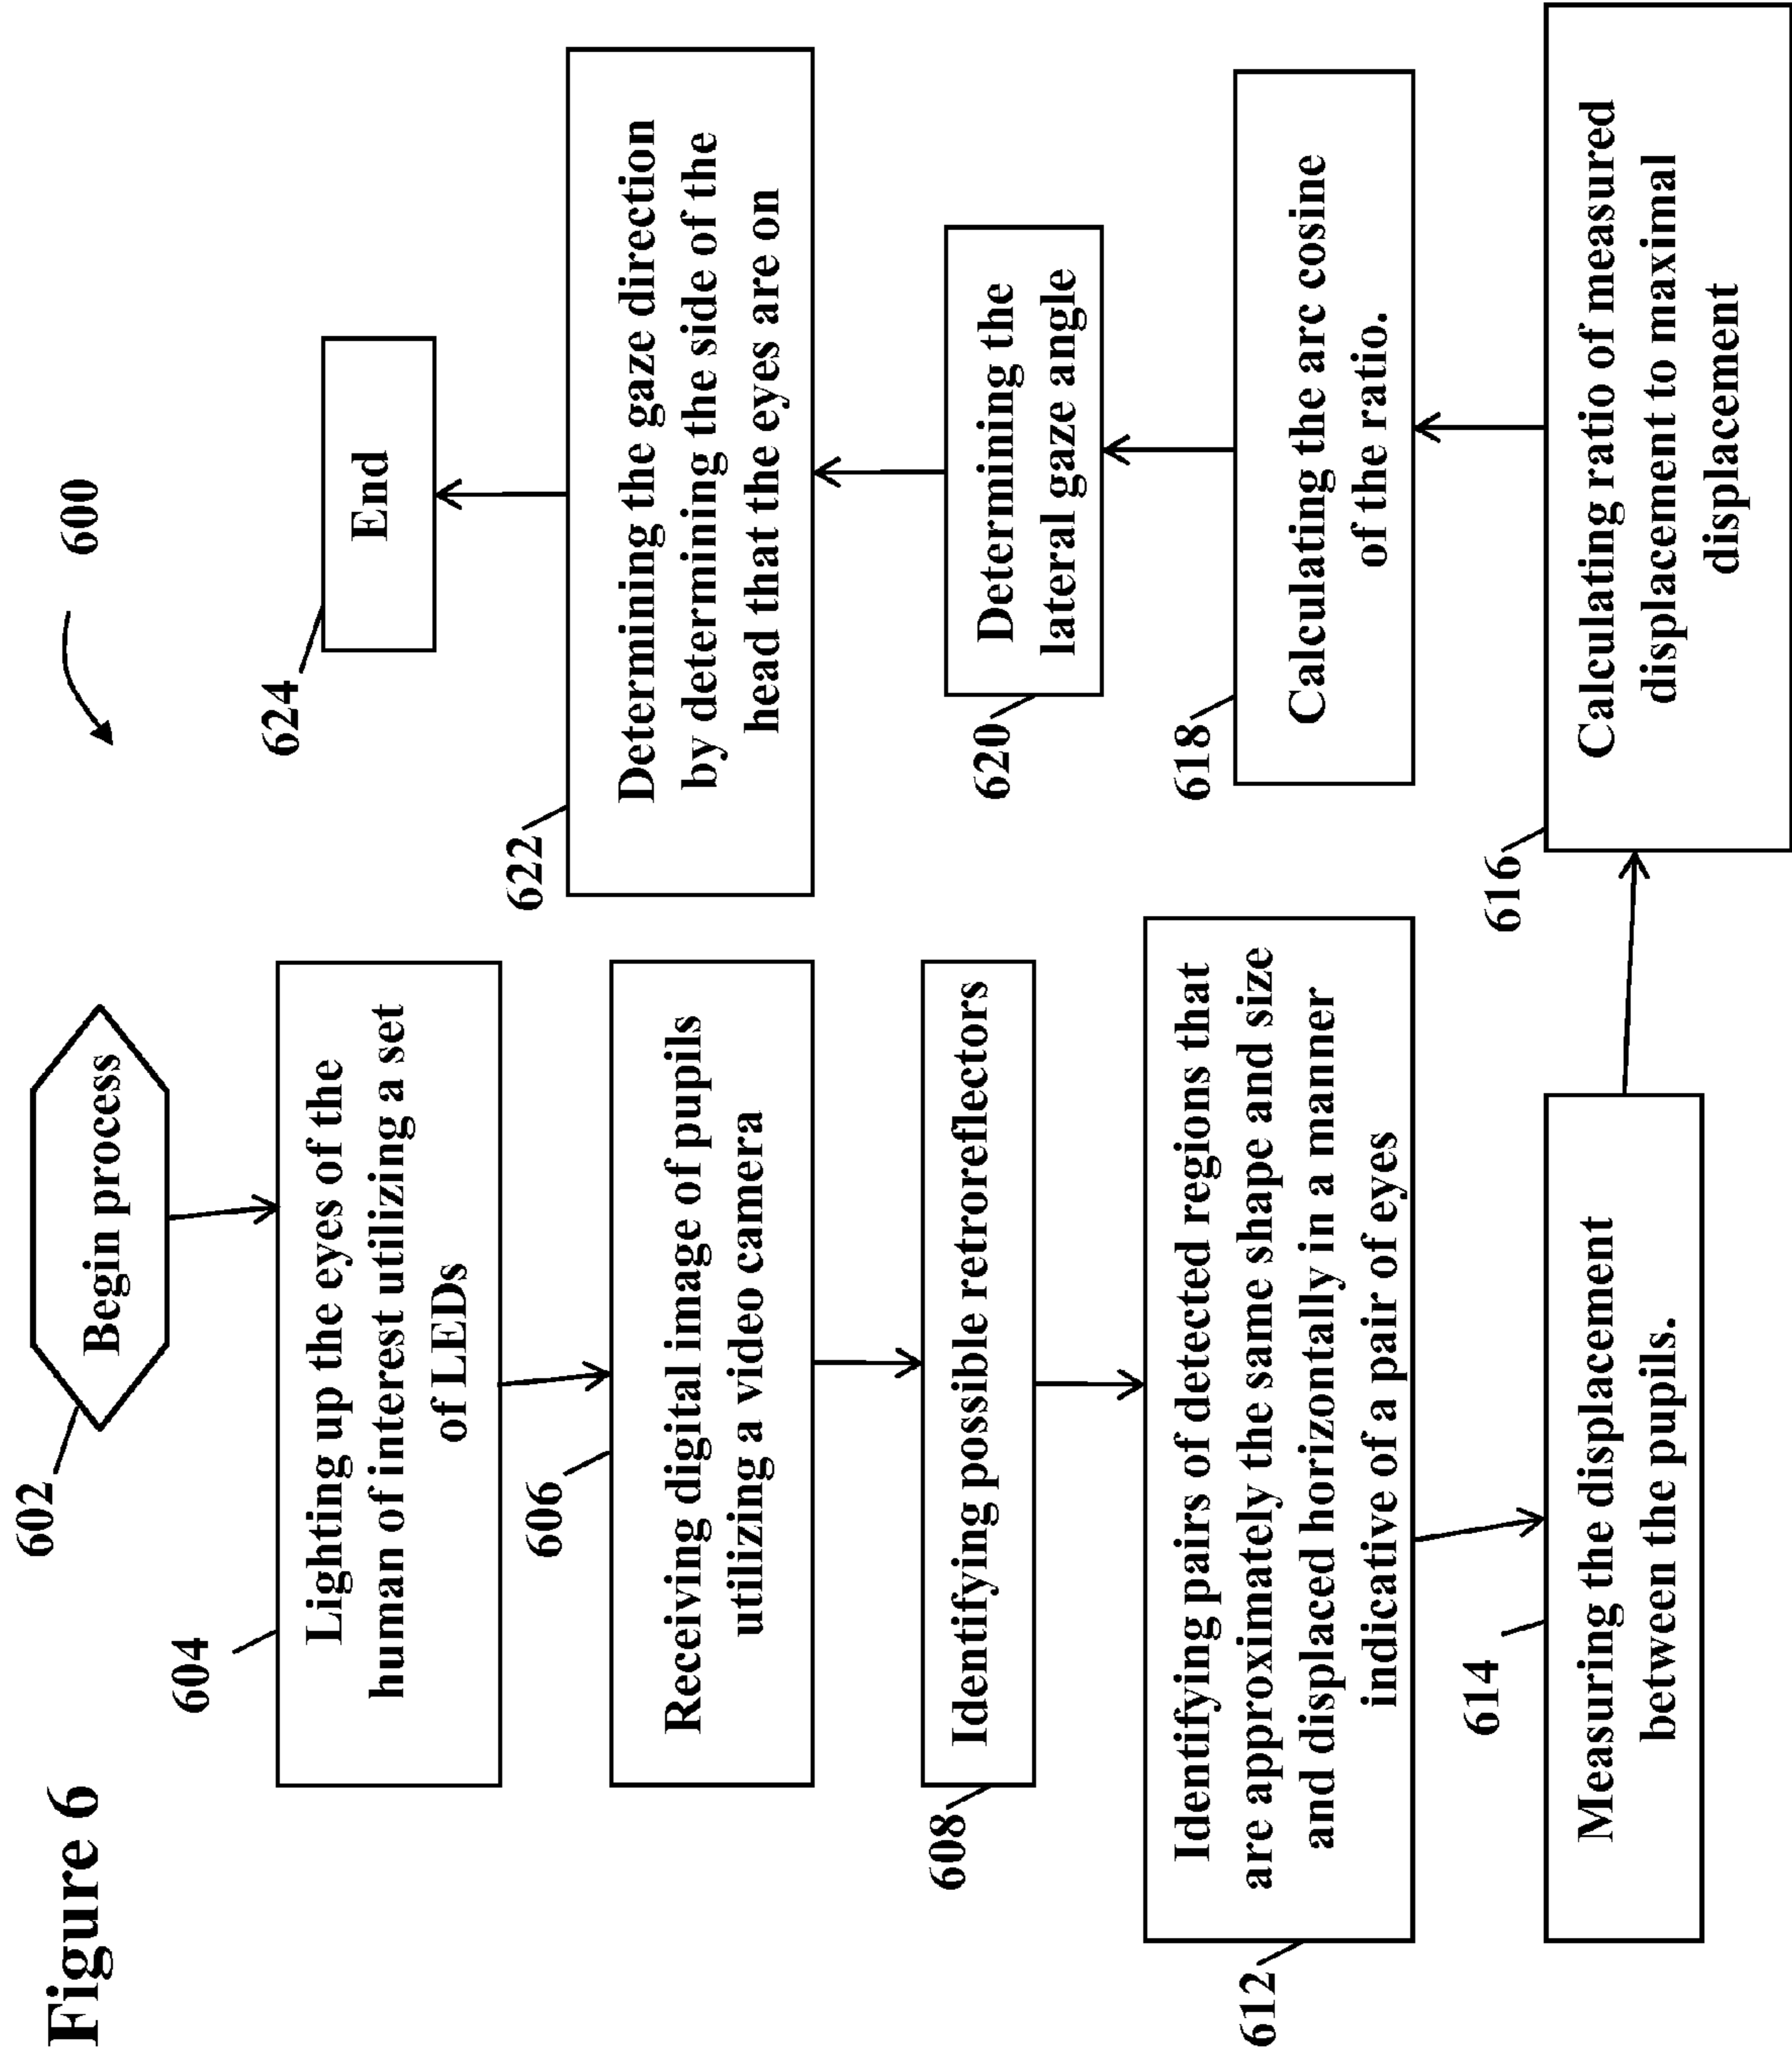 Figure 6
600
602
Begin process
604
Lighting up the eyes of the
human of interest utilizing a set
of LEDs
606
Receiving digital image of pupils
utilizing a video camera
608
Identifying possible retroreflectors
612
Identifying pairs of detected regions that
are approximately the same shape and size
and displaced horizontally in a manner
indicative of a pair of eyes
614
Measuring the displacement
between the pupils.
616
Calculating ratio of measured
displacement to maximal
displacement
618
Calculating the arc cosine
of the ratio.
620
Determining the
lateral gaze angle
622
Determining the gaze direction
by determining the side of the
head that the eyes are on
624
End